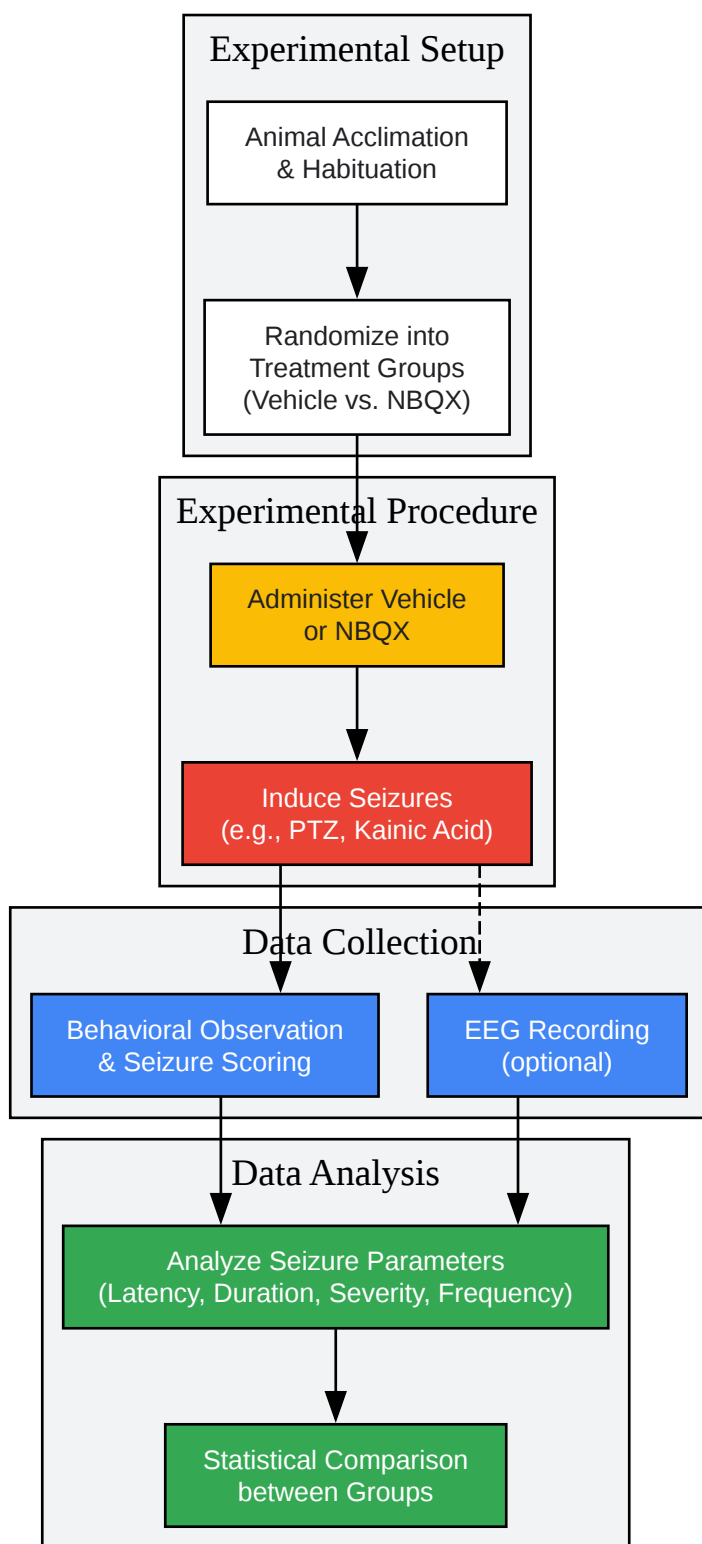 Experimental Setup
Animal Acclimation
& Habituation
Randomize into
Treatment Groups
(Vehicle vs. NBQX)
Experimental Procedure
Administer Vehicle
or NBQX
Induce Seizures
(e.g., PTZ, Kainic Acid)
Data Collection
Behavioral Observation
& Seizure Scoring
EEG Recording
(optional)
Data Analysis
Analyze Seizure Parameters
(Latency, Duration, Severity, Frequency)
Statistical Comparison
between Groups